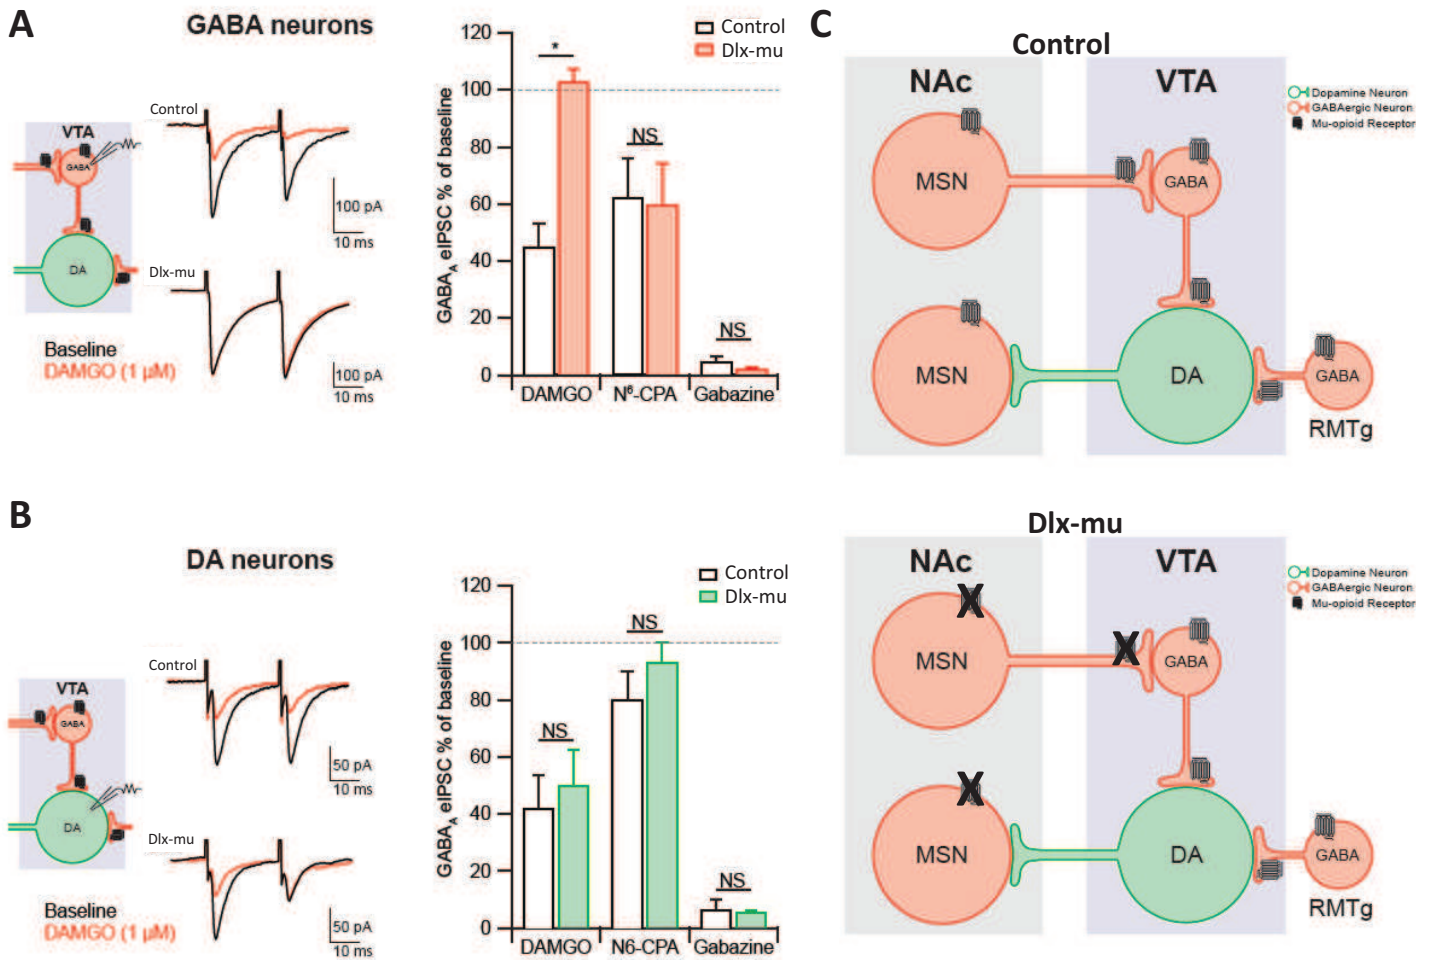 A
GABA neurons
Control
Dlx-mu
VTA
GABA
DA
Baseline
DAMGO (1 µM)
Control
100 pA
10 ms
Dlx-mu
100 pA
10 ms
GABA_A eIPSC % of baseline
120
100
80
60
40
20
0
*
NS
NS
DAMGO
N⁶-CPA
Gabazine
B
DA neurons
Control
Dlx-mu
VTA
GABA
DA
Baseline
DAMGO (1 µM)
Control
50 pA
10 ms
Dlx-mu
50 pA
10 ms
GABA_A eIPSC % of baseline
120
100
80
60
40
20
0
NS
NS
NS
DAMGO
N6-CPA
Gabazine
C
Control
NAc
VTA
Dopamine Neuron
GABAergic Neuron
Mu-opioid Receptor
MSN
GABA
MSN
DA
GABA
RMTg
Dlx-mu
NAc
VTA
Dopamine Neuron
GABAergic Neuron
Mu-opioid Receptor
X
X
MSN
GABA
X
MSN
DA
GABA
RMTg